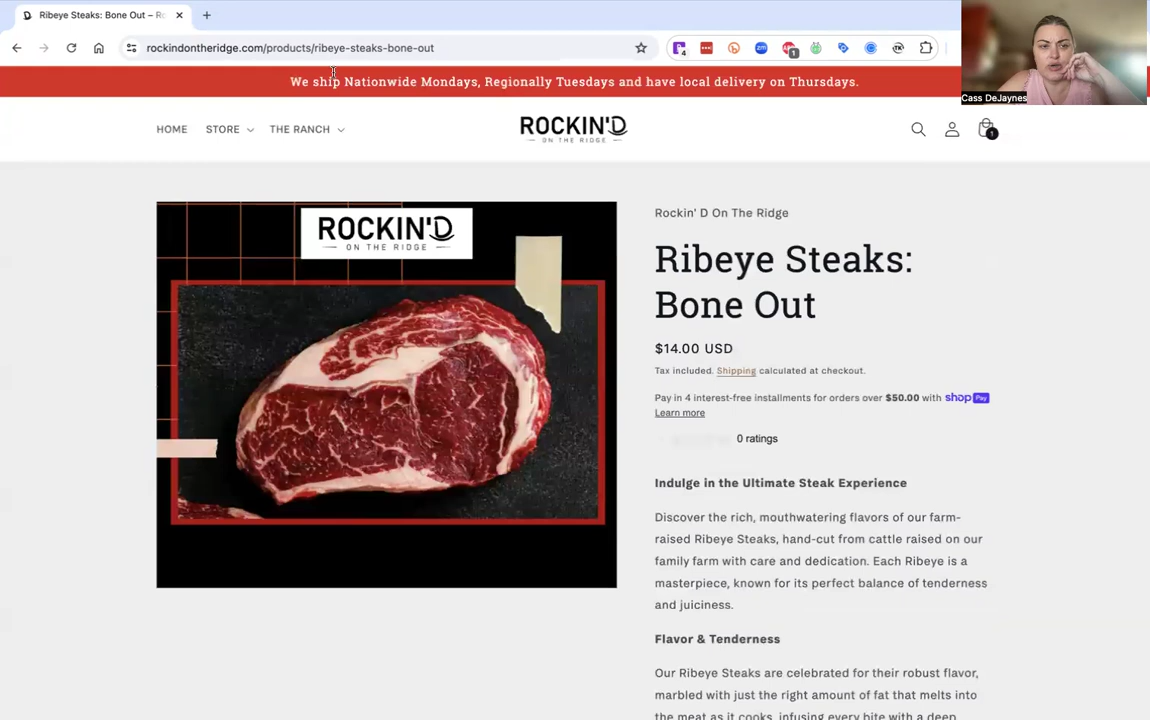 Ribeye Steaks: Bone Out – Ro
rockindontheridge.com/products/ribeye-steaks-bone-out
4
zm
1
We ship Nationwide Mondays, Regionally Tuesdays and have local delivery on Thursdays.
Cass DeJaynes
HOME
STORE
THE RANCH
ROCKIN'D
ON THE RIDGE
1
ROCKIN'D
ON THE RIDGE
Rockin' D On The Ridge
Ribeye Steaks:
Bone Out
$14.00 USD
Tax included. Shipping calculated at checkout.
Pay in 4 interest-free installments for orders over $50.00 with shop Pay
Learn more
0 ratings
Indulge in the Ultimate Steak Experience
Discover the rich, mouthwatering flavors of our farm-
raised Ribeye Steaks, hand-cut from cattle raised on our
family farm with care and dedication. Each Ribeye is a
masterpiece, known for its perfect balance of tenderness
and juiciness.
Flavor & Tenderness
Our Ribeye Steaks are celebrated for their robust flavor,
marbled with just the right amount of fat that melts into
the meat as it cooks, infusing every bite with a deep